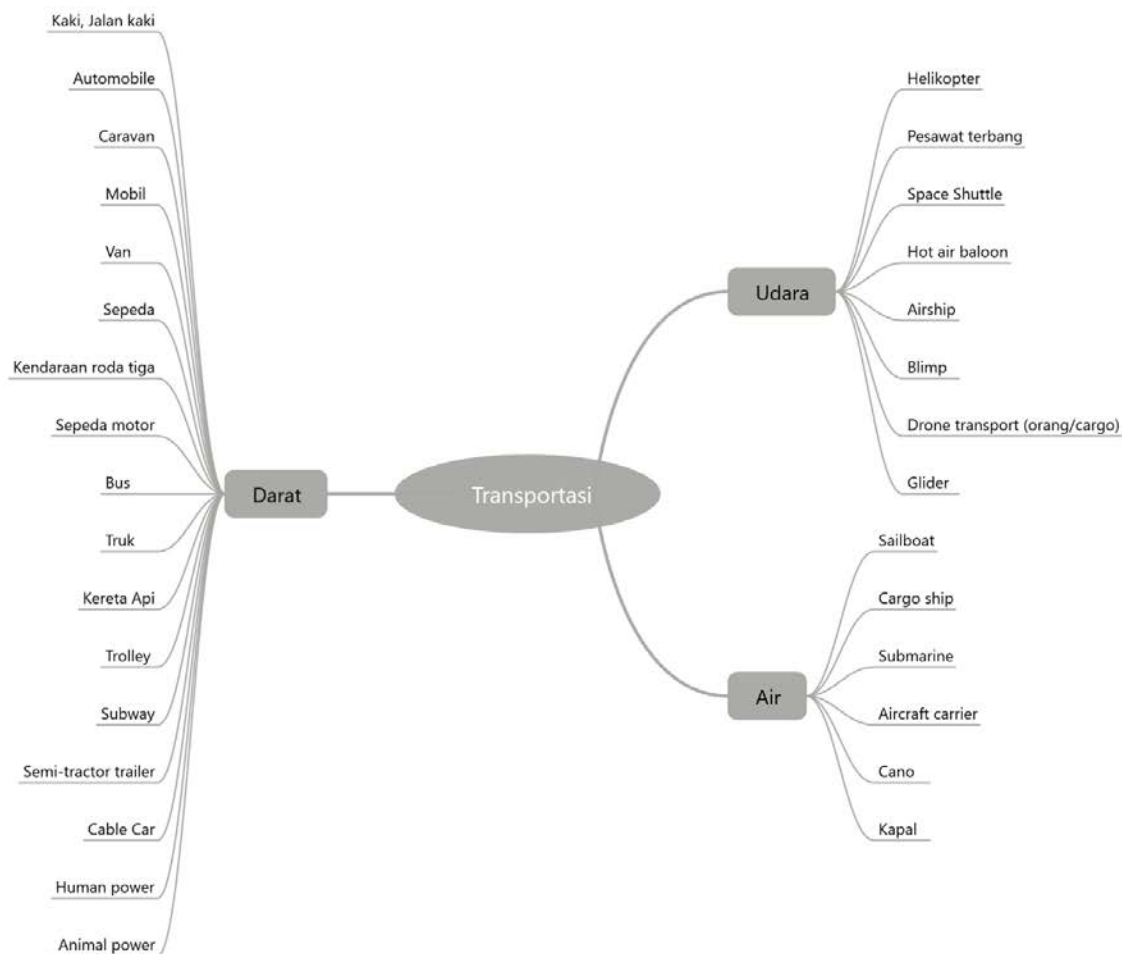 Transportasi
Darat
Kaki, Jalan kaki
Automobile
Caravan
Mobil
Van
Sepeda
Kendaraan roda tiga
Sepeda motor
Bus
Truk
Kereta Api
Trolley
Subway
Semi-tractor trailer
Cable Car
Human power
Animal power
Udara
Helikopter
Pesawat terbang
Space Shuttle
Hot air baloon
Airship
Blimp
Drone transport (orang/cargo)
Glider
Air
Sailboat
Cargo ship
Submarine
Aircraft carrier
Cano
Kapal